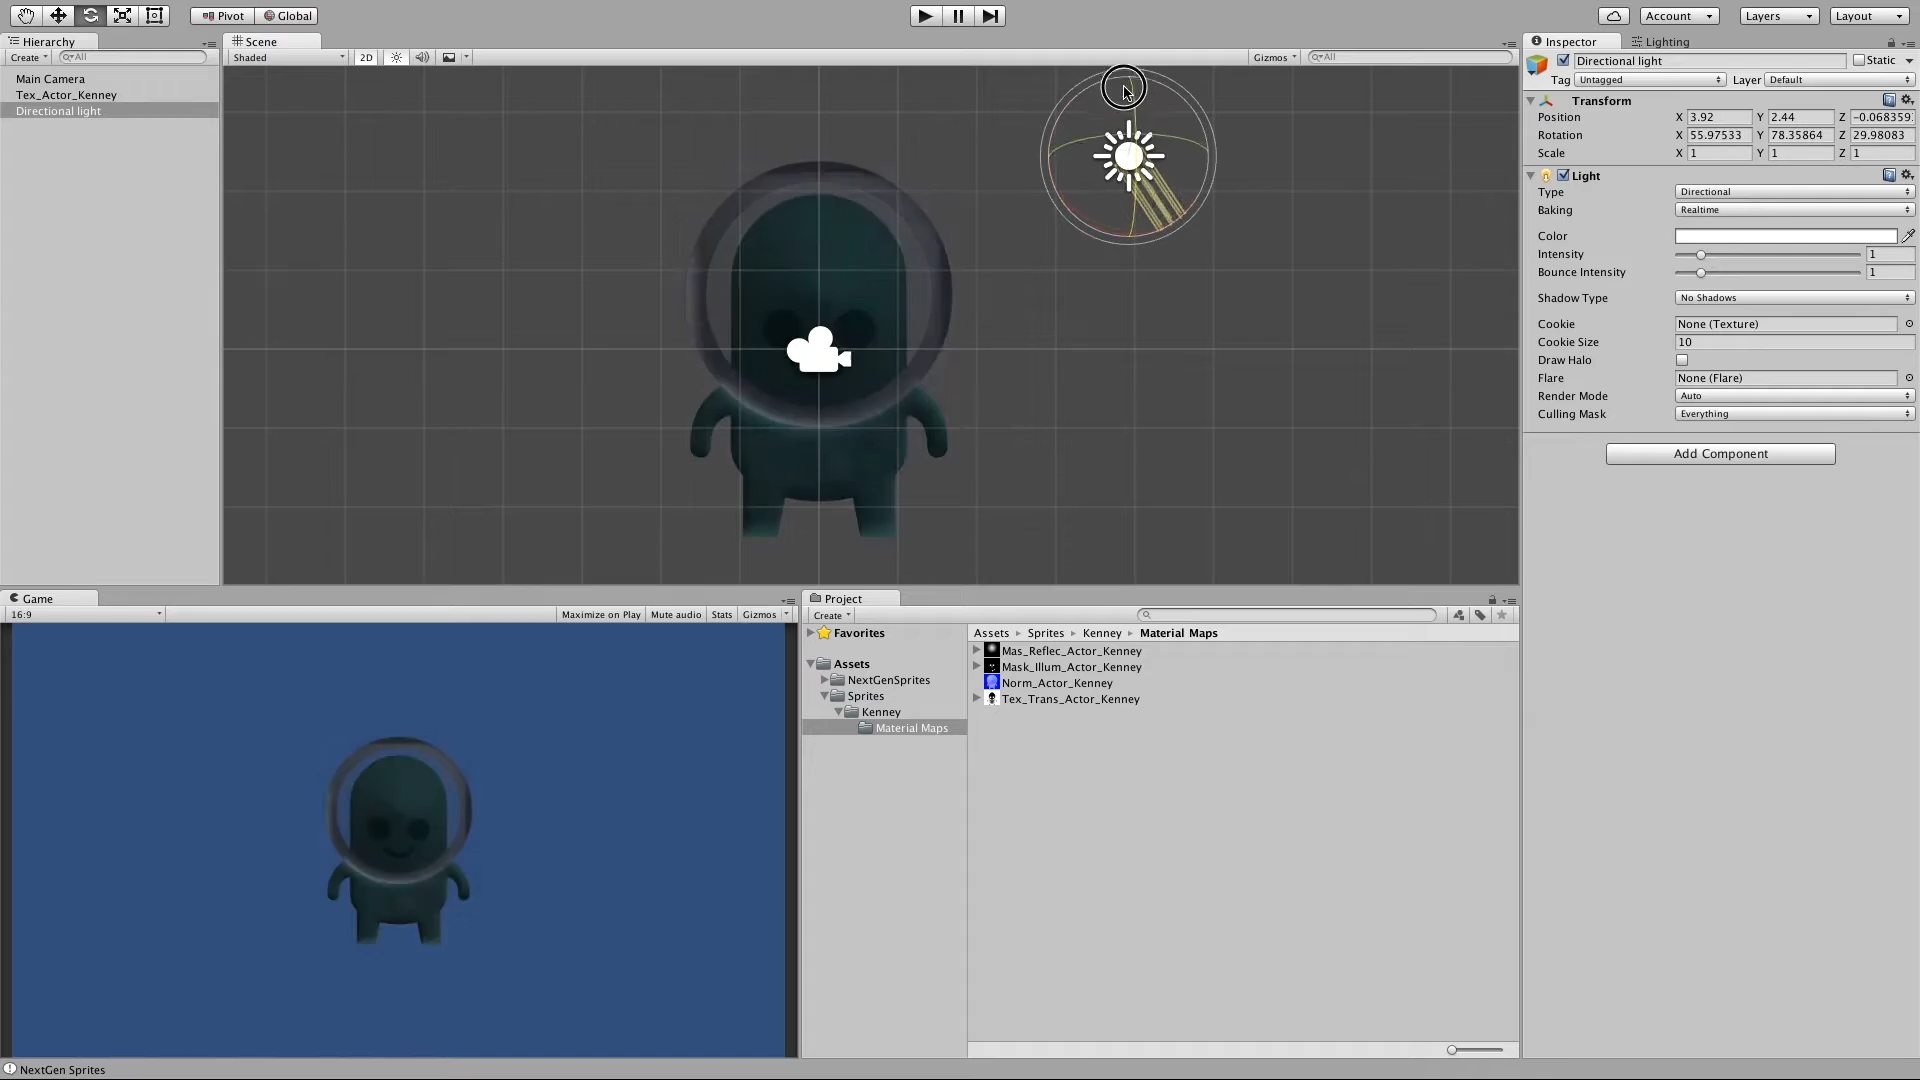 Pivot Global Account Layers Layout
Hierarchy
Create All
Main Camera
Tex_Actor_Kenney
Directional light
Scene
Shaded 2D Gizmos All
Inspector Lighting
Directional light Static
Tag Untagged Layer Default
Transform
Position X 3.92 Y 2.44 Z -0.068359
Rotation X 55.97533 Y 78.35864 Z 29.98083
Scale X 1 Y 1 Z 1
Light
Type Directional
Baking Realtime
Color
Intensity 1
Bounce Intensity 1
Shadow Type No Shadows
Cookie None (Texture)
Cookie Size 10
Draw Halo
Flare None (Flare)
Render Mode Auto
Culling Mask Everything
Add Component
Game
16:9 Maximize on Play Mute audio Stats Gizmos
Project
Create
Favorites
Assets
NextGenSprites
Sprites
Kenney
Material Maps
Assets Sprites Kenney Material Maps
Mas_Reflec_Actor_Kenney
Mask_Illum_Actor_Kenney
Norm_Actor_Kenney
Tex_Trans_Actor_Kenney
NextGen Sprites